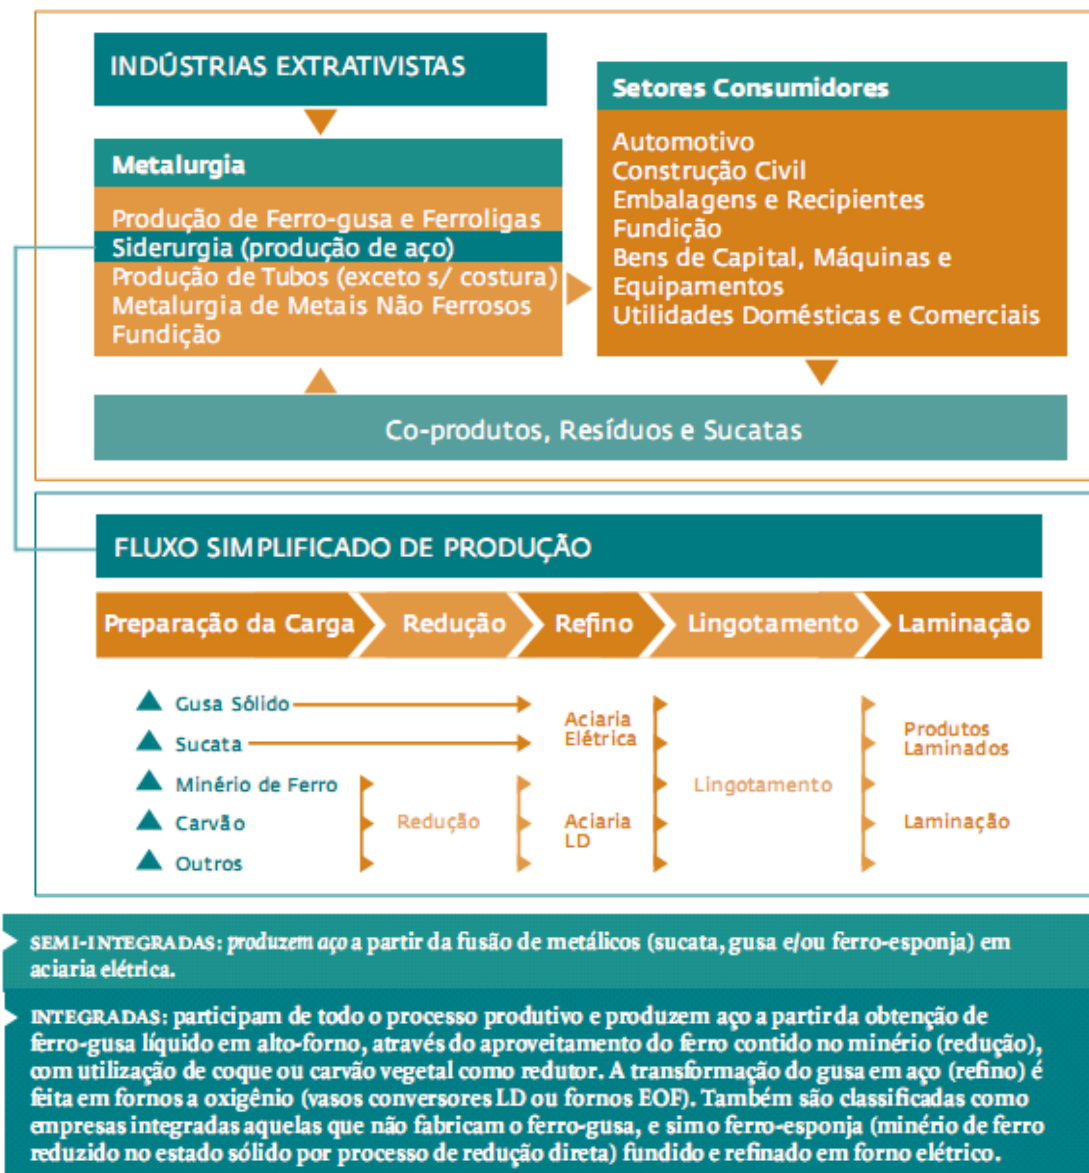 INDÚSTRIAS EXTRATIVISTAS
Metalurgia
Produção de Ferro-gusa e Ferroligas
Siderurgia (produção de aço)
Produção de Tubos (exceto s/ costura)
Metalurgia de Metais Não Ferrosos
Fundição
Setores Consumidores
Automotivo
Construção Civil
Embalagens e Recipientes
Fundição
Bens de Capital, Máquinas e
Equipamentos
Utilidades Domésticas e Comerciais
Co-produtos, Resíduos e Sucatas
FLUXO SIMPLIFICADO DE PRODUÇÃO
Preparação da Carga
Redução
Refino
Lingotamento
Laminação
Gusa Sólido
Sucata
Minério de Ferro
Carvão
Outros
Redução
Aciaria
Elétrica
Aciaria
LD
Lingotamento
Produtos
Laminados
Laminação
SEMI-INTEGRADAS: produzem aço a partir da fusão de metálicos (sucata, gusa e/ou ferro-esponja) em
aciaria elétrica.
INTEGRADAS: participam de todo o processo produtivo e produzem aço a partir da obtenção de
ferro-gusa líquido em alto-forno, através do aproveitamento do ferro contido no minério (redução),
com utilização de coque ou carvão vegetal como redutor. A transformação do gusa em aço (refino) é
feita em fornos a oxigênio (vasos conversores LD ou fornos EOF). Também são classificadas como
empresas integradas aquelas que não fabricam o ferro-gusa, e sim o ferro-esponja (minério de ferro
reduzido no estado sólido por processo de redução direta) fundido e refinado em forno elétrico.